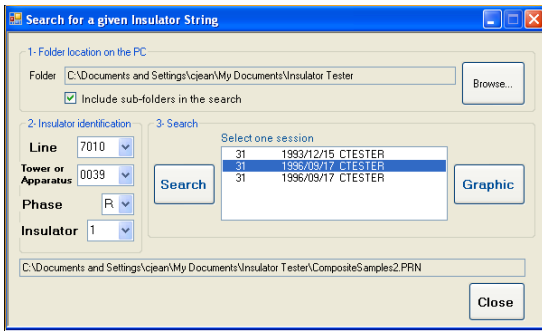 Search for a given Insulator String
1- Folder location on the PC
Folder C:\Documents and Settings\cjean\My Documents\Insulator Tester
Browse...
Include sub-folders in the search
2- Insulator identification
Line 7010
Tower or
Apparatus 0039
Phase R
Insulator 1
3- Search
Select one session
Search
31 1993/12/15 CTESTER
31 1996/09/17 CTESTER
31 1996/09/17 CTESTER
Graphic
C:\Documents and Settings\cjean\My Documents\Insulator Tester\CompositeSamples2.PRN
Close